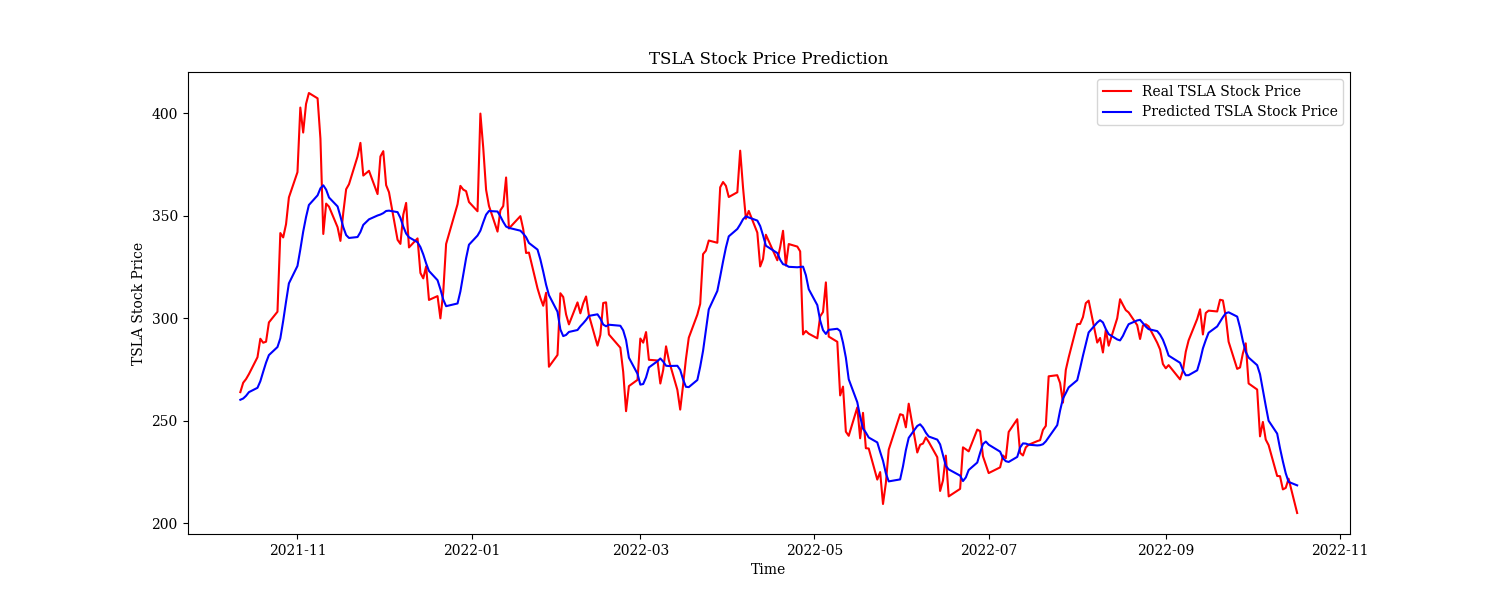 TSLA Stock Price Prediction
Real TSLA Stock Price
Predicted TSLA Stock Price
TSLA Stock Price
400
350
300
250
200
2021-11
2022-01
2022-03
2022-05
2022-07
2022-09
2022-11
Time